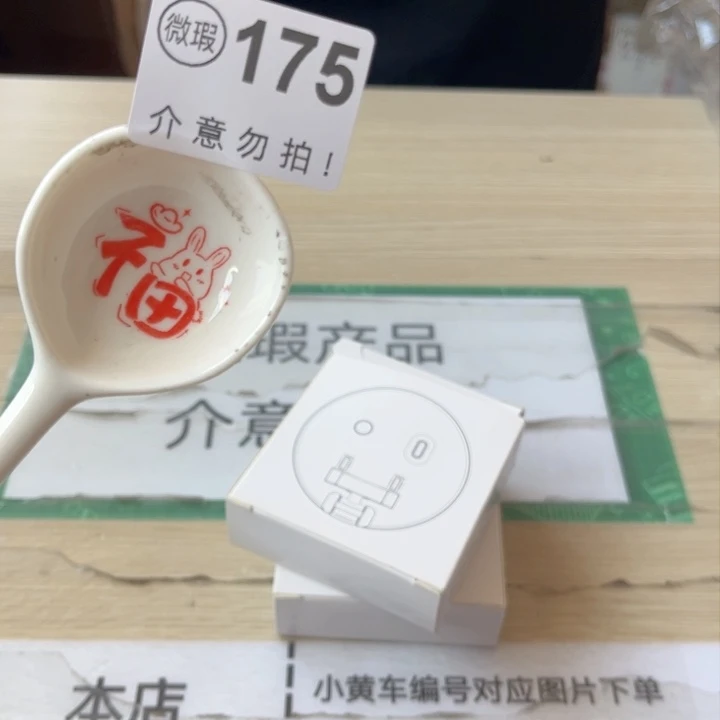 微瑕 175
介意勿拍！
福
瑕产品
介意
本店
小黄车编号对应图片下单